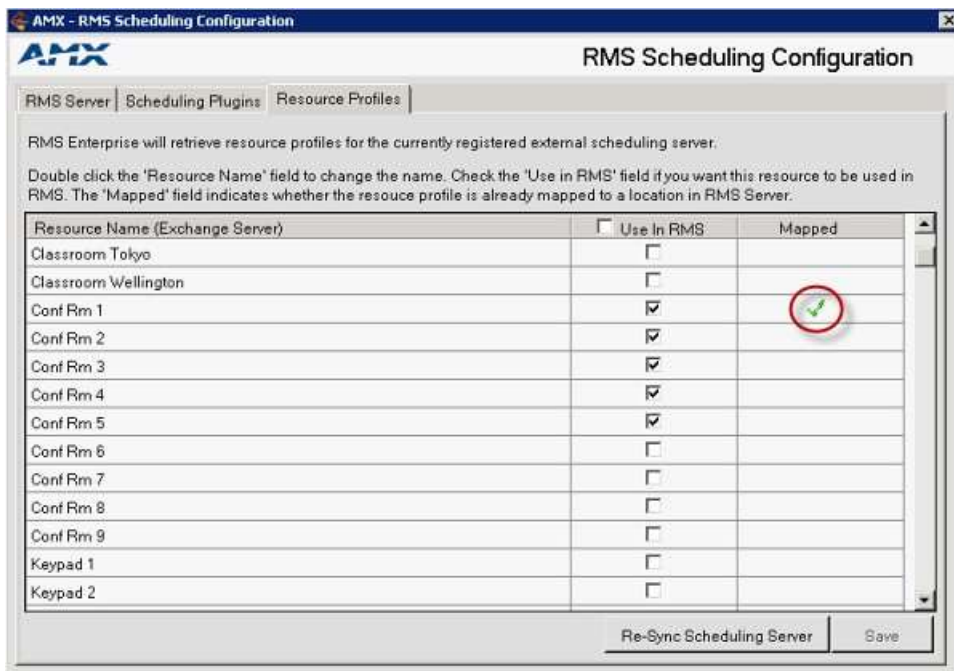 AMX - RMS Scheduling Configuration
AMX
RMS Scheduling Configuration
RMS Server
Scheduling Plugins
Resource Profiles
RMS Enterprise will retrieve resource profiles for the currently registered external scheduling server.
Double click the 'Resource Name' field to change the name. Check the 'Use in RMS' field if you want this resource to be used in
RMS. The 'Mapped' field indicates whether the resouce profile is already mapped to a location in RMS Server.
Resource Name (Exchange Server) Use In RMS Mapped
Classroom Tokyo
Classroom Wellington
Conf Rm 1
Conf Rm 2
Conf Rm 3
Conf Rm 4
Conf Rm 5
Conf Rm 6
Conf Rm 7
Conf Rm 8
Conf Rm 9
Keypad 1
Keypad 2
Re-Sync Scheduling Server
Save